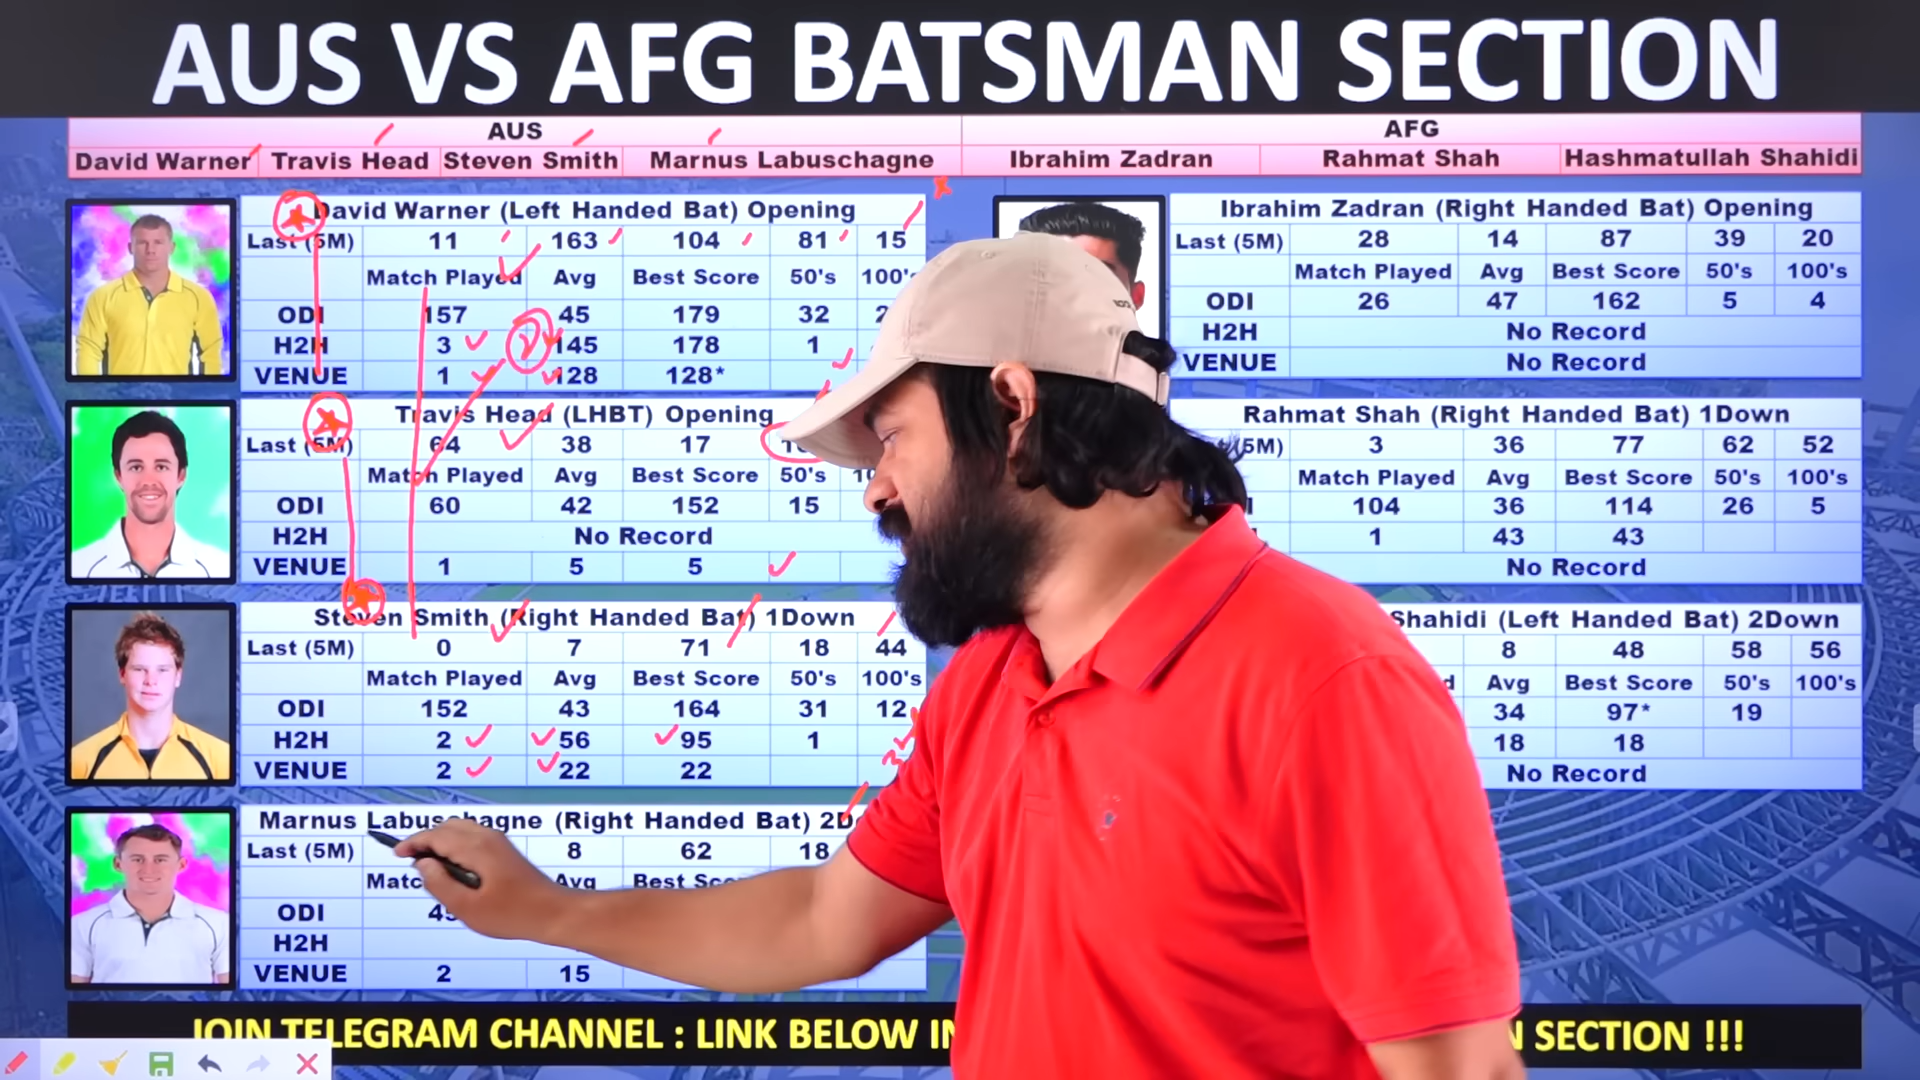 AUS VS AFG BATSMAN SECTION
AUS AFG
David Warner Travis Head Steven Smith Marnus Labuschagne Ibrahim Zadran Rahmat Shah Hashmatullah Shahidi
David Warner (Left Handed Bat) Opening
Last (5M) 11 163 104 81 15
Match Played Avg Best Score 50's 100's
ODI 157 45 179 32
H2H 3 145 178 1
VENUE 1 128 128*
Travis Head (LHBT) Opening
Last (5M) 64 38 17
Match Played Avg Best Score 50's
ODI 60 42 152 15
H2H No Record
VENUE 1 5 5
Steven Smith (Right Handed Bat) 1Down
Last (5M) 0 7 71 18 44
Match Played Avg Best Score 50's 100's
ODI 152 43 164 31 12
H2H 2 56 95 1
VENUE 2 22 22
Marnus Labuschagne (Right Handed Bat)
Last (5M) 8 62 18
Avg Best
ODI
H2H
VENUE 2 15
Ibrahim Zadran (Right Handed Bat) Opening
Last (5M) 28 14 87 39 20
Match Played Avg Best Score 50's 100's
ODI 26 47 162 5 4
H2H No Record
VENUE No Record
Rahmat Shah (Right Handed Bat) 1Down
(5M) 3 36 77 62 52
Match Played Avg Best Score 50's 100's
104 36 114 26 5
1 43 43
No Record
Shahidi (Left Handed Bat) 2Down
8 48 58 56
Avg Best Score 50's 100's
34 97* 19
18 18
No Record
JOIN TELEGRAM CHANNEL : LINK BELOW IN SECTION !!!